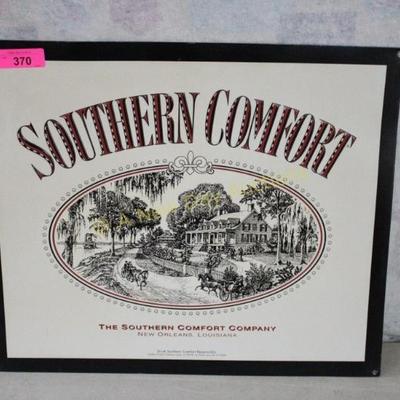 370
SOUTHERN COMFORT
THE SOUTHERN COMFORT COMPANY
NEW ORLEANS, LOUISIANA